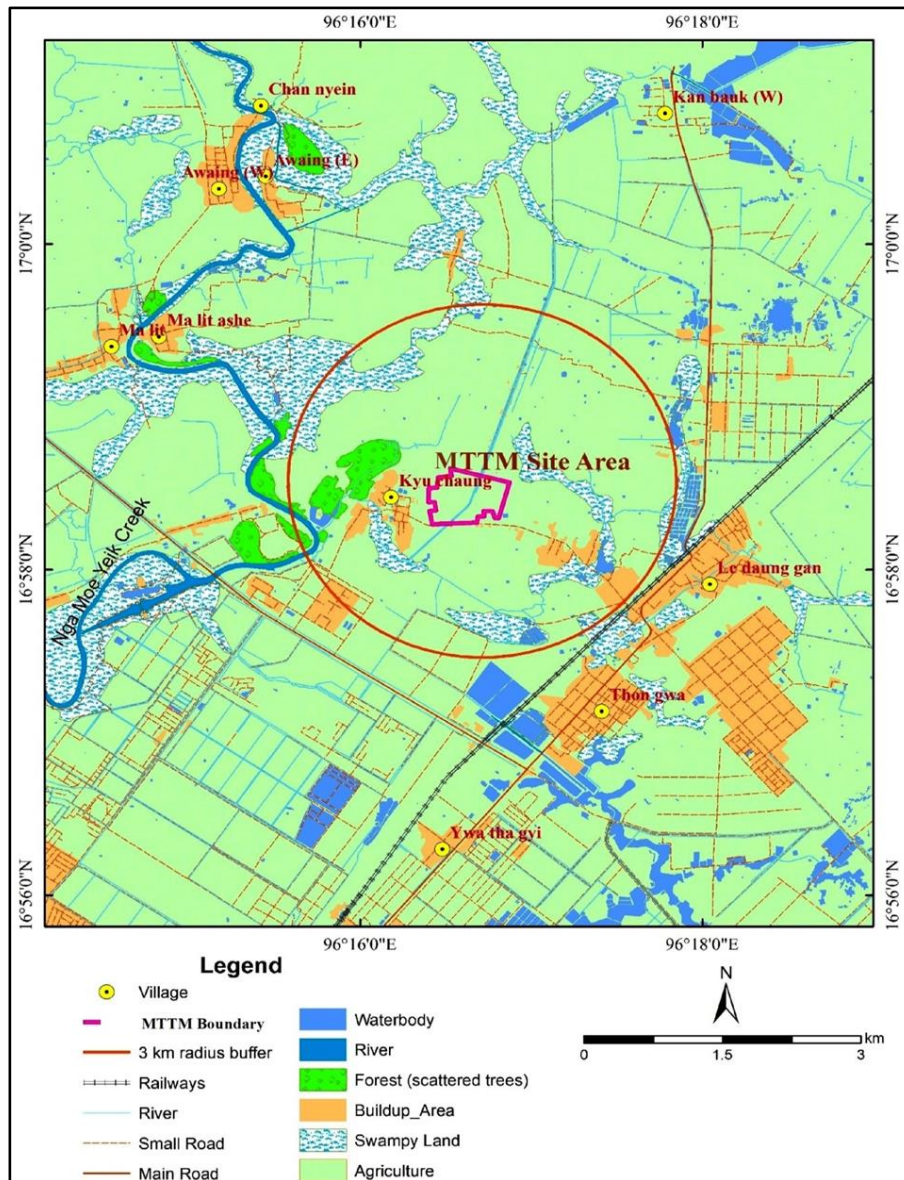 96°16'0"E
96°18'0"E
Chan nyein
Kan bauk (W)
Awaing (E)
Awaing (W)
17°0'0"N
17°0'0"N
Ma lit ashe
Ma lit
MTTM Site Area
Kyu chaung
Nga Moe Yeik Creek
16°58'0"N
16°58'0"N
Le daung gan
Thon gwa
Ywa tha gyi
16°56'0"N
16°56'0"N
96°16'0"E
96°18'0"E
Legend
Village
MTTM Boundary
3 km radius buffer
Railways
River
Small Road
Main Road
Waterbody
River
Forest (scattered trees)
Buildup_Area
Swampy Land
Agriculture
N
km
0
1.5
3